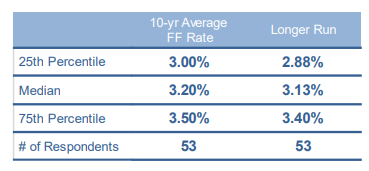 10-yr Average
FF Rate
Longer Run
25th Percentile 3.00% 2.88%
Median 3.20% 3.13%
75th Percentile 3.50% 3.40%
# of Respondents 53 53